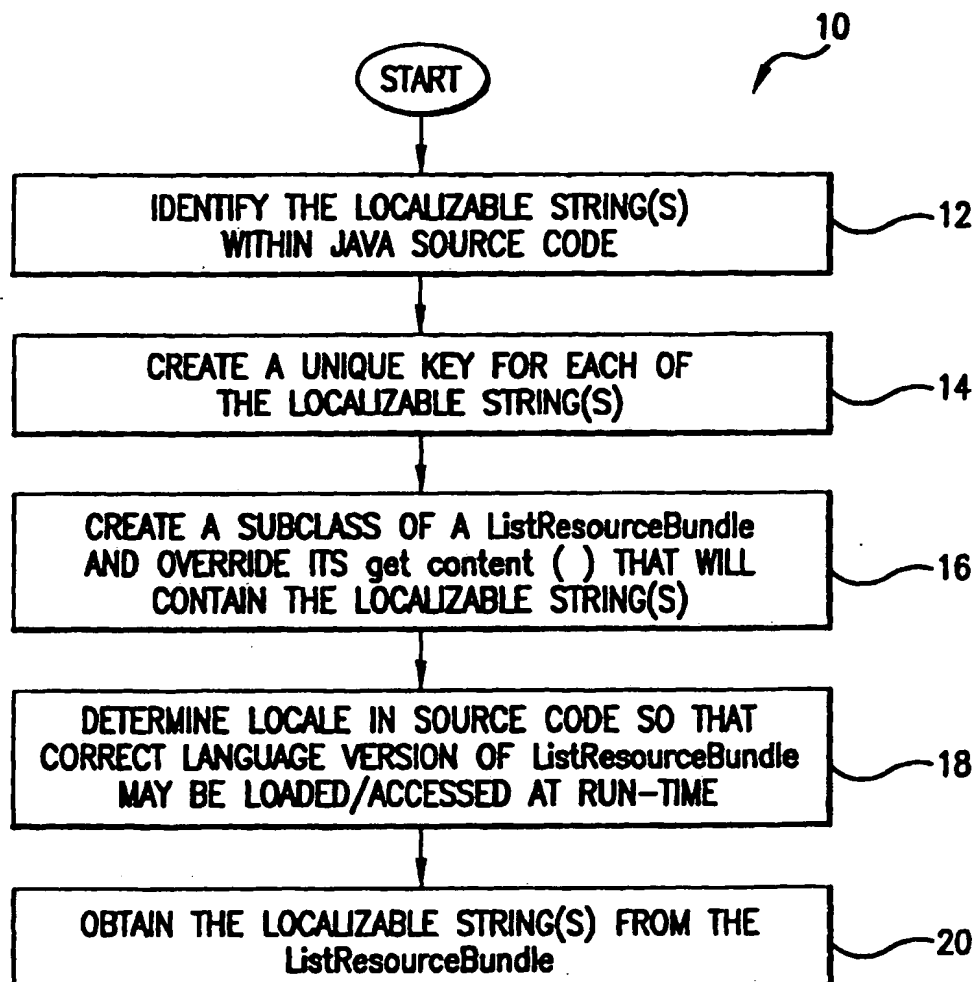 10
START
IDENTIFY THE LOCALIZABLE STRING(S)
WITHIN JAVA SOURCE CODE
12
CREATE A UNIQUE KEY FOR EACH OF
THE LOCALIZABLE STRING(S)
14
CREATE A SUBCLASS OF A ListResourceBundle
AND OVERRIDE ITS get content ( ) THAT WILL
CONTAIN THE LOCALIZABLE STRING(S)
16
DETERMINE LOCALE IN SOURCE CODE SO THAT
CORRECT LANGUAGE VERSION OF ListResourceBundle
MAY BE LOADED/ACCESSED AT RUN-TIME
18
OBTAIN THE LOCALIZABLE STRING(S) FROM THE
ListResourceBundle
20